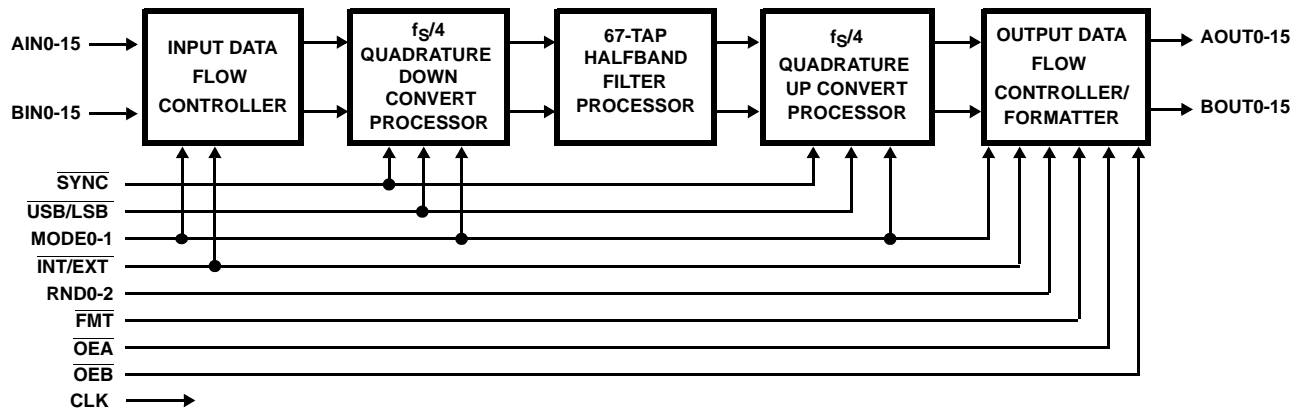 AIN0-15
BIN0-15
INPUT DATA
FLOW
CONTROLLER
fS/4
QUADRATURE
DOWN
CONVERT
PROCESSOR
67-TAP
HALFBAND
FILTER
PROCESSOR
fS/4
QUADRATURE
UP CONVERT
PROCESSOR
OUTPUT DATA
FLOW
CONTROLLER/
FORMATTER
AOUT0-15
BOUT0-15
SYNC
USB/LSB
MODE0-1
INT/EXT
RND0-2
FMT
OEA
OEB
CLK